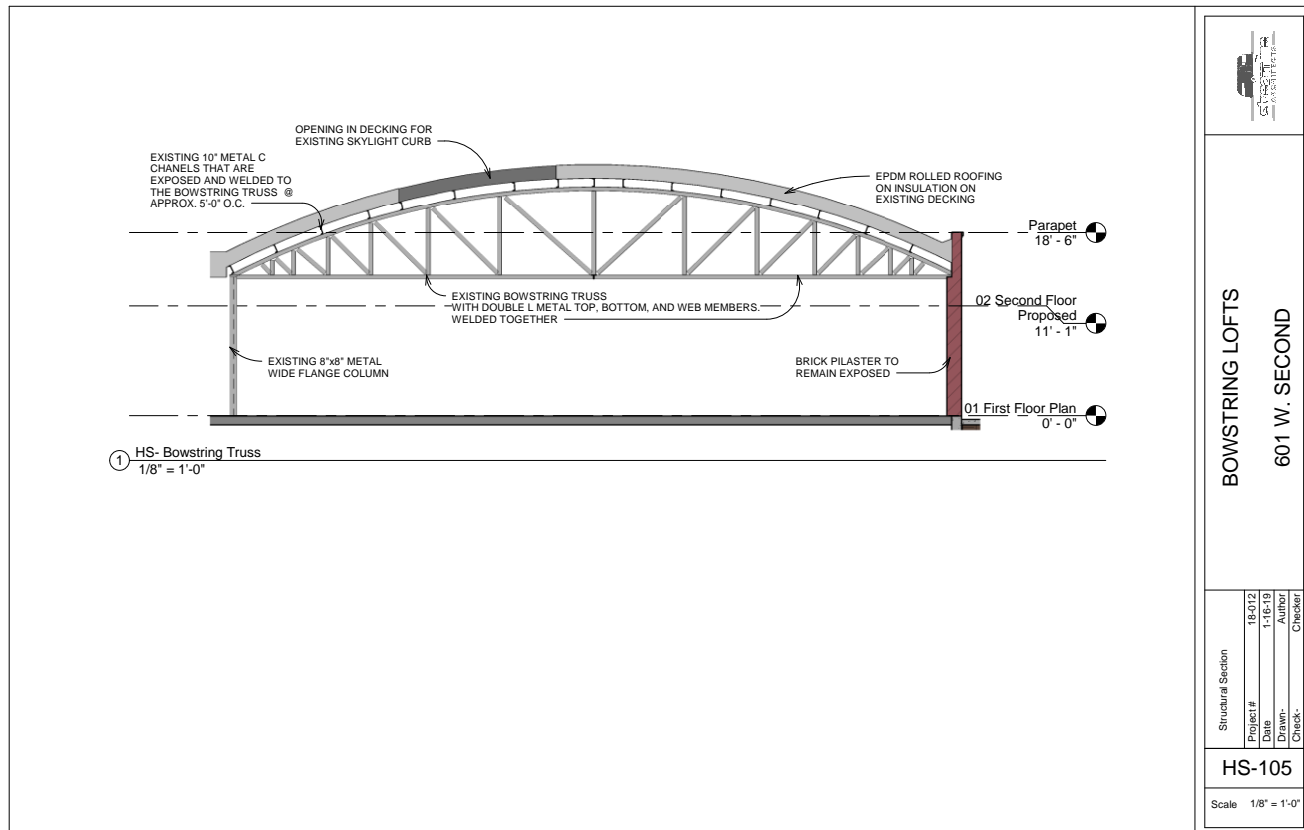 OPENING IN DECKING FOR
EXISTING SKYLIGHT CURB
EXISTING 10" METAL C
CHANELS THAT ARE
EXPOSED AND WELDED TO
THE BOWSTRING TRUSS @
APPROX. 5'-0" O.C.
EPDM ROLLED ROOFING
ON INSULATION ON
EXISTING DECKING
Parapet
18' - 6"
EXISTING BOWSTRING TRUSS
WITH DOUBLE L METAL TOP, BOTTOM, AND WEB MEMBERS.
WELDED TOGETHER
02 Second Floor
Proposed
11' - 1"
EXISTING 8"x8" METAL
WIDE FLANGE COLUMN
BRICK PILASTER TO
REMAIN EXPOSED
01 First Floor Plan
0' - 0"
1
HS- Bowstring Truss
1/8" = 1'-0"
ARCHITECTS
BOWSTRING LOFTS
601 W. SECOND
Structural Section
Project # 18-012
Date 1-16-19
Drawn- Author
Check- Checker
HS-105
Scale 1/8" = 1'-0"